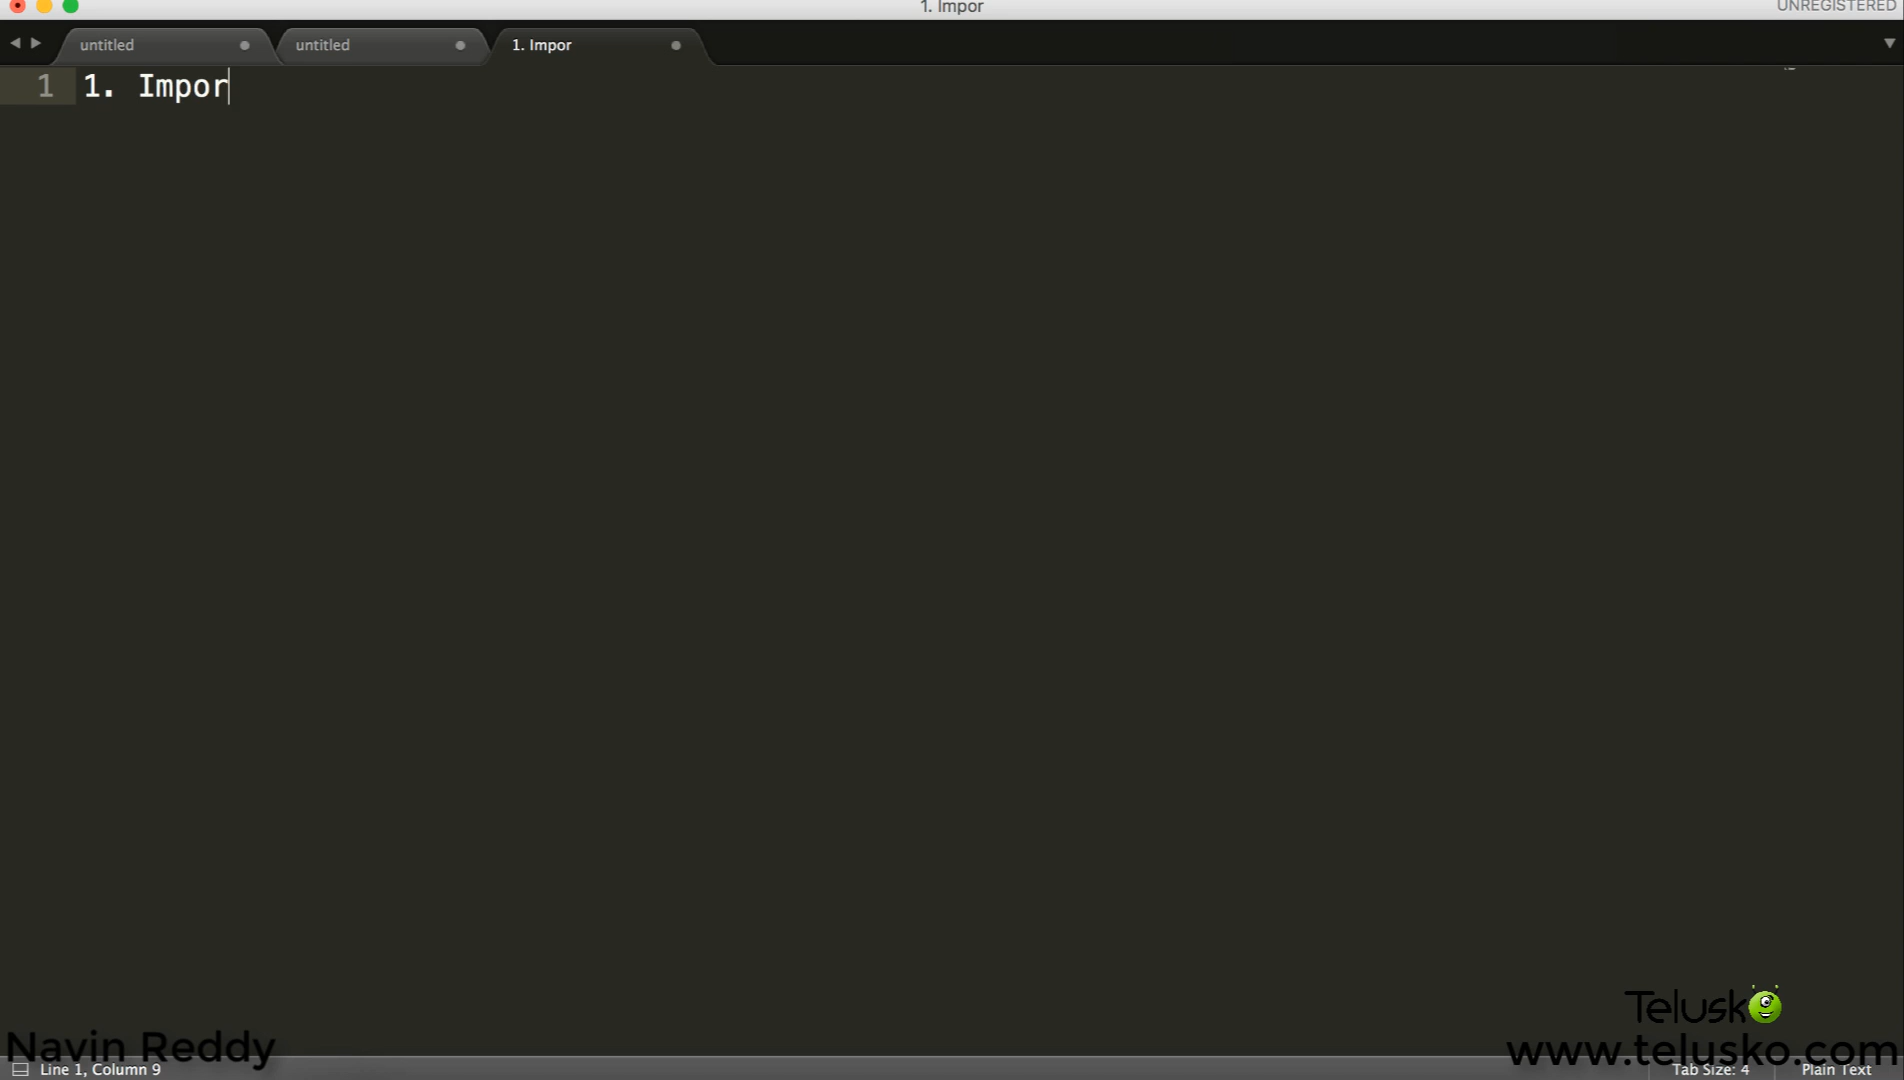 1. Impor
UNREGISTERED
untitled
untitled
1. Impor
1
1. Impor
Telusko
Navin Reddy
www.telusko.com
Line 1, Column 9
Tab Size: 4
Plain Text